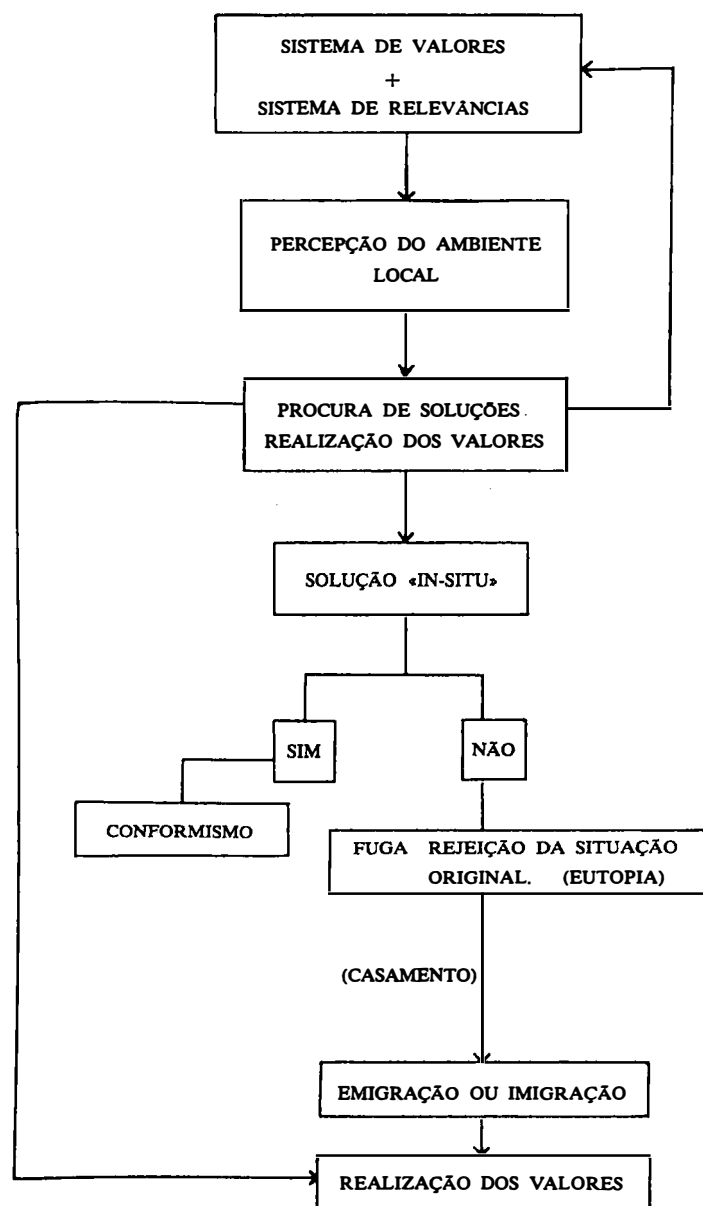 SISTEMA DE VALORES
+
SISTEMA DE RELEVÂNCIAS
PERCEPÇÃO DO AMBIENTE
LOCAL
PROCURA DE SOLUÇÕES
REALIZAÇÃO DOS VALORES
SOLUÇÃO «IN-SITU»
SIM
NÃO
CONFORMISMO
FUGA REJEIÇÃO DA SITUAÇÃO
ORIGINAL. (EUTOPIA)
(CASAMENTO)
EMIGRAÇÃO OU IMIGRAÇÃO
REALIZAÇÃO DOS VALORES